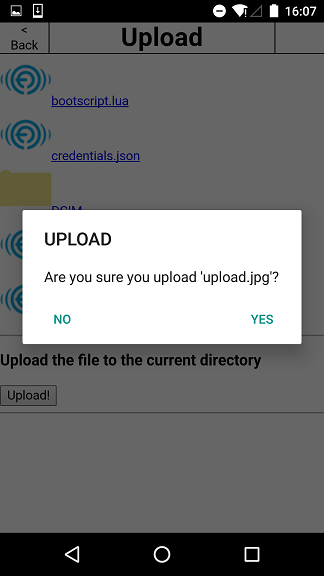 16:07
<
Back
Upload
bootscript.lua
credentials.json
DCIM
UPLOAD
Are you sure you upload 'upload.jpg'?
NO
YES
Upload the file to the current directory
Upload!